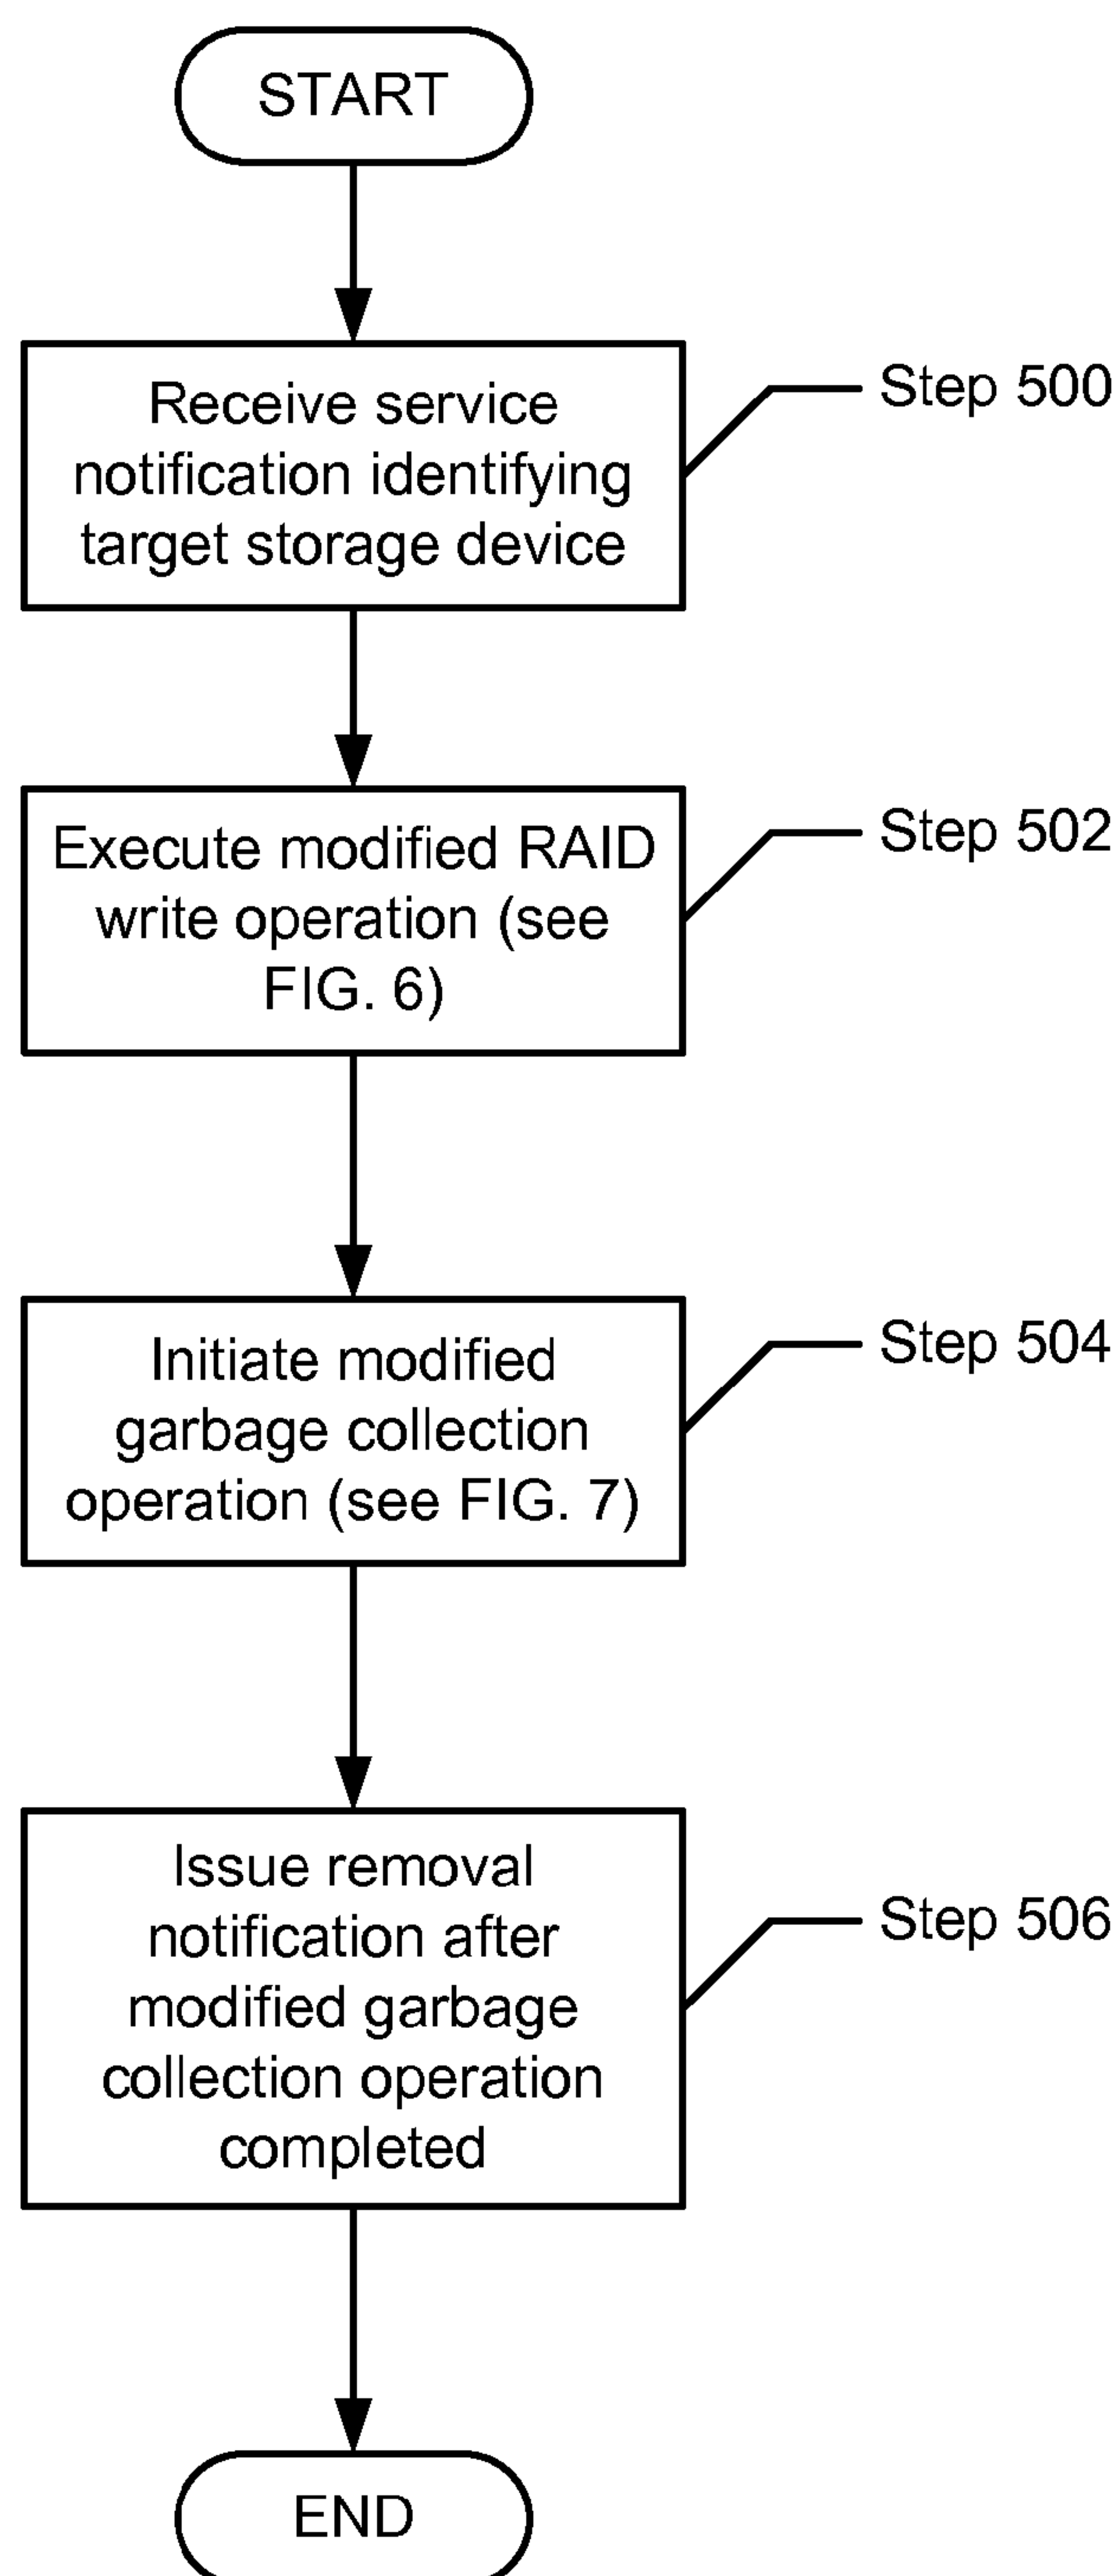 START
Receive service
notification identifying
target storage device
Step 500
Execute modified RAID
write operation (see
FIG. 6)
Step 502
Initiate modified
garbage collection
operation (see FIG. 7)
Step 504
Issue removal
notification after
modified garbage
collection operation
completed
Step 506
END